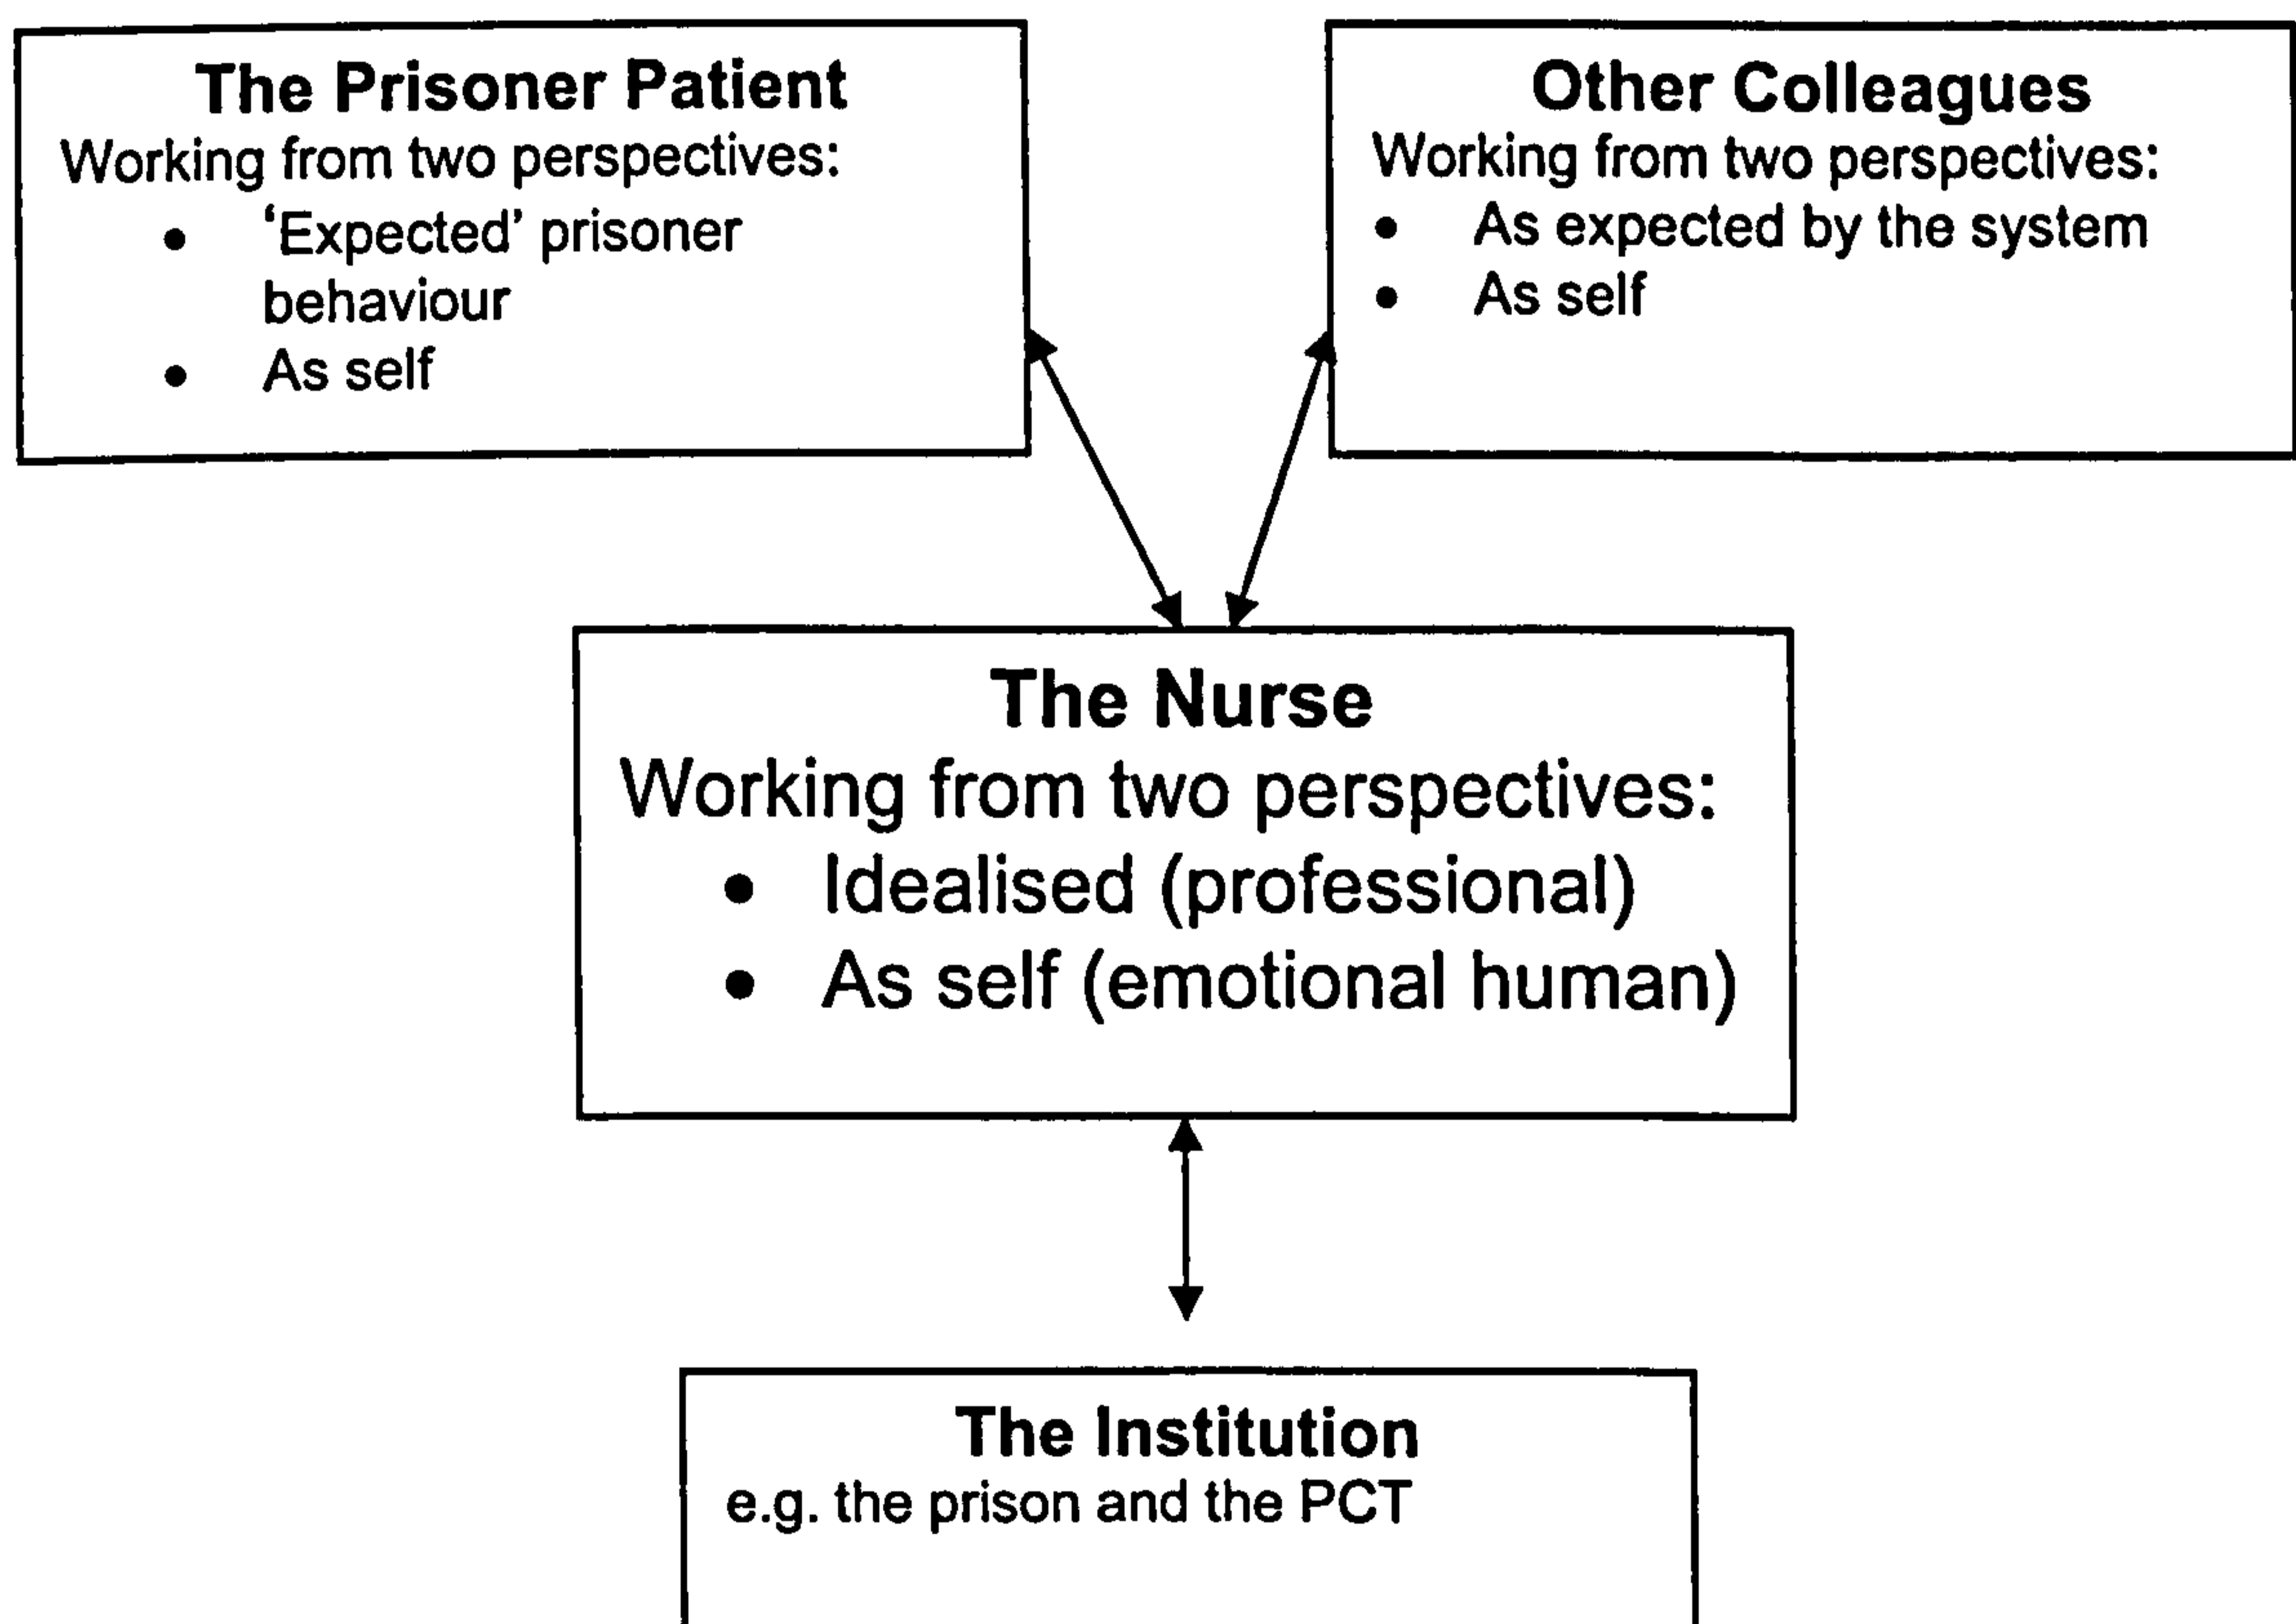 The Prisoner Patient
Working from two perspectives:
• ‘Expected’ prisoner
behaviour
• As self
Other Colleagues
Working from two perspectives:
• As expected by the system
• As self
The Nurse
Working from two perspectives:
• Idealised (professional)
• As self (emotional human)
The Institution
e.g. the prison and the PCT